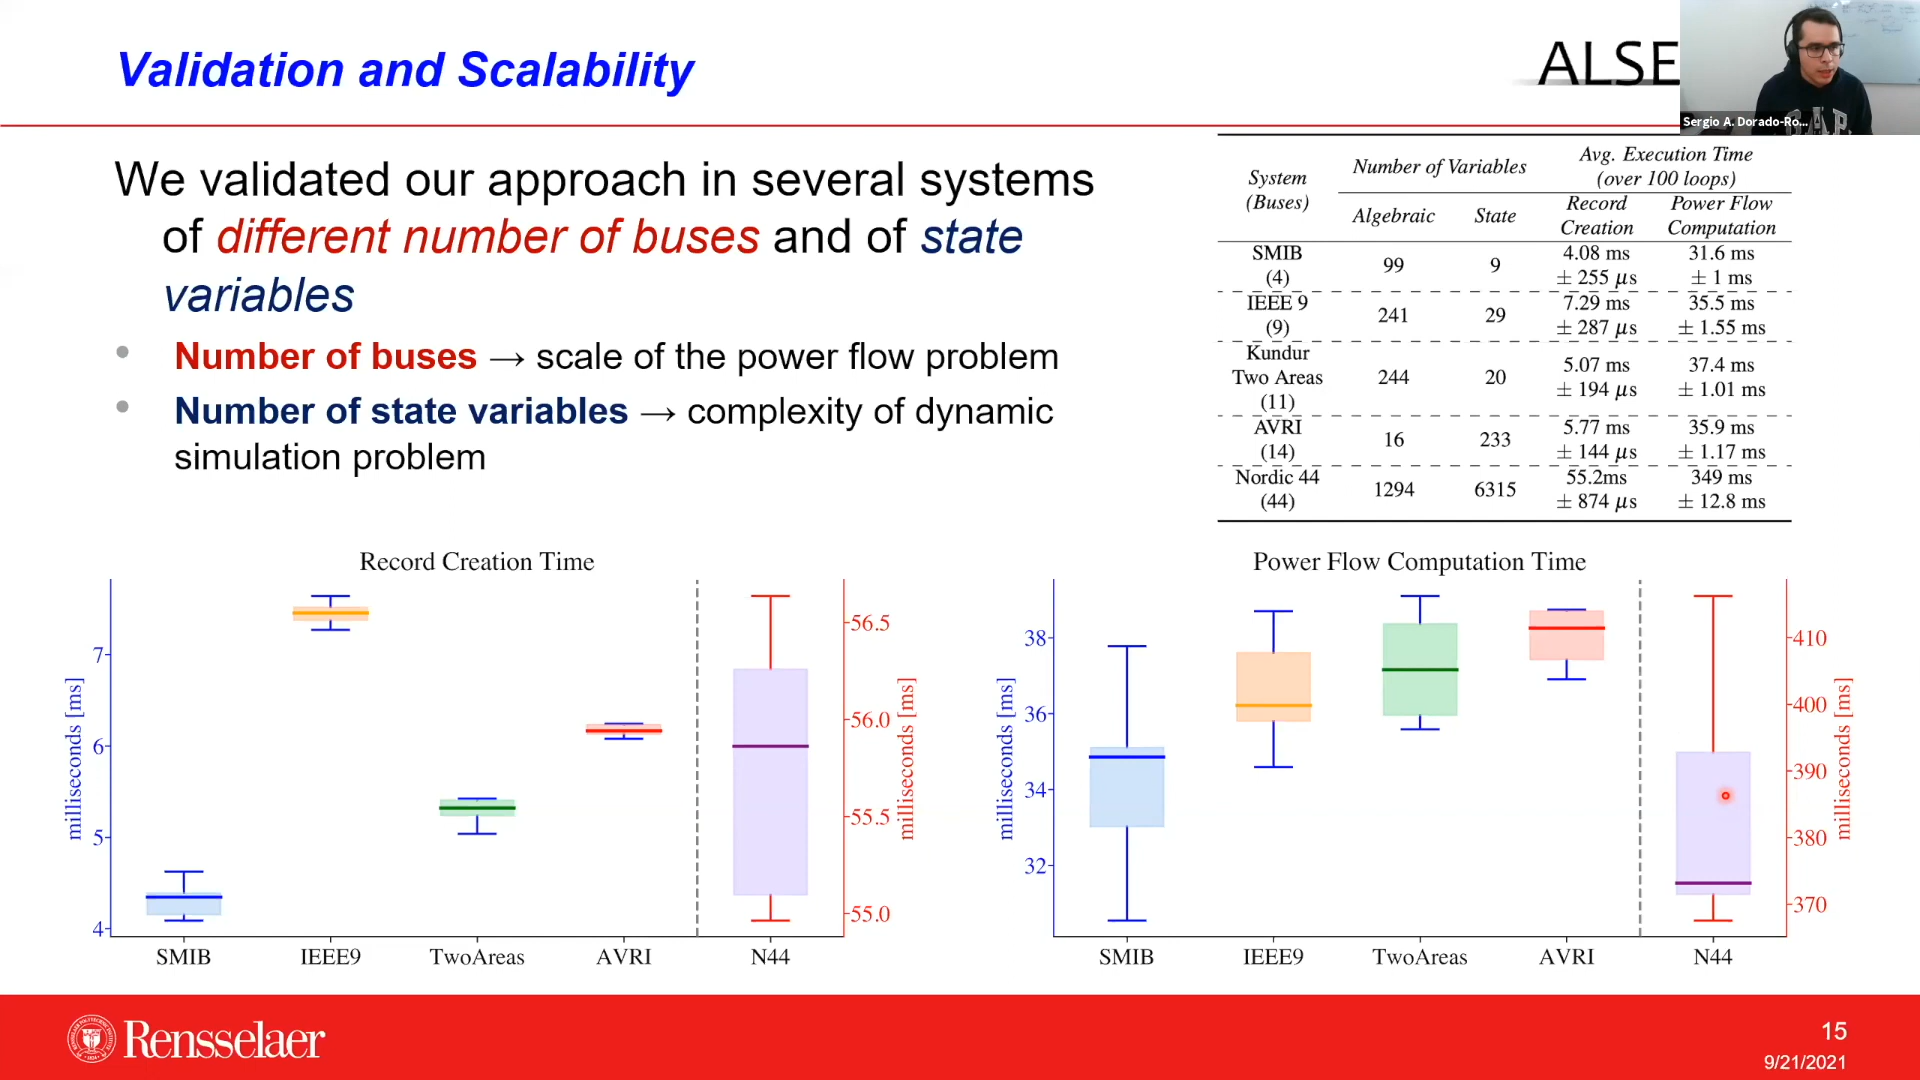 Validation and Scalability
ALSE
Sergio A. Dorado-Ro...
We validated our approach in several systems
of different number of buses and of state
variables
• Number of buses → scale of the power flow problem
• Number of state variables → complexity of dynamic
simulation problem
System
(Buses)
Number of Variables
Avg. Execution Time
(over 100 loops)
Algebraic
State
Record
Creation
Power Flow
Computation
SMIB
(4)
99
9
4.08 ms
± 255 µs
31.6 ms
± 1 ms
IEEE 9
(9)
241
29
7.29 ms
± 287 µs
35.5 ms
± 1.55 ms
Kundur
Two Areas
(11)
244
20
5.07 ms
± 194 µs
37.4 ms
± 1.01 ms
AVRI
(14)
16
233
5.77 ms
± 144 µs
35.9 ms
± 1.17 ms
Nordic 44
(44)
1294
6315
55.2ms
± 874 µs
349 ms
± 12.8 ms
Record Creation Time
milliseconds [ms]
7
6
5
4
56.5
56.0
55.5
55.0
milliseconds [ms]
SMIB IEEE9 TwoAreas AVRI N44
Power Flow Computation Time
milliseconds [ms]
38
36
34
32
410
400
390
380
370
milliseconds [ms]
SMIB IEEE9 TwoAreas AVRI N44
Rensselaer
15
9/21/2021